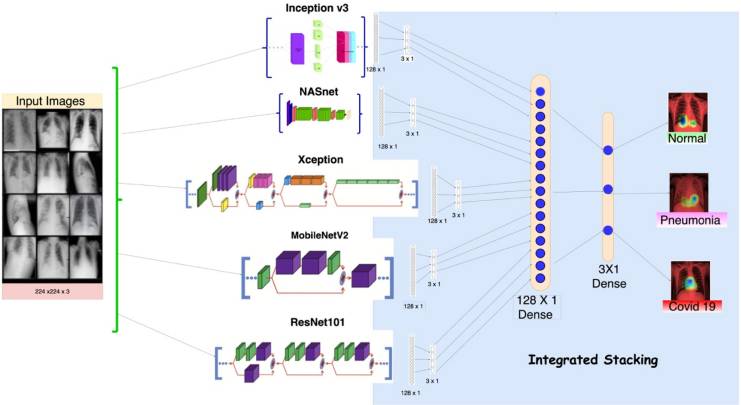 Input Images
224 x224 x 3
Inception v3
128 x 1
3 x 1
NASnet
128 x 1
3 x 1
Xception
128 x 1
3 x 1
MobileNetV2
128 x 1
3 x 1
ResNet101
128 x 1
3 x 1
128 X 1
Dense
3X1
Dense
Normal
Pneumonia
Covid 19
Integrated Stacking